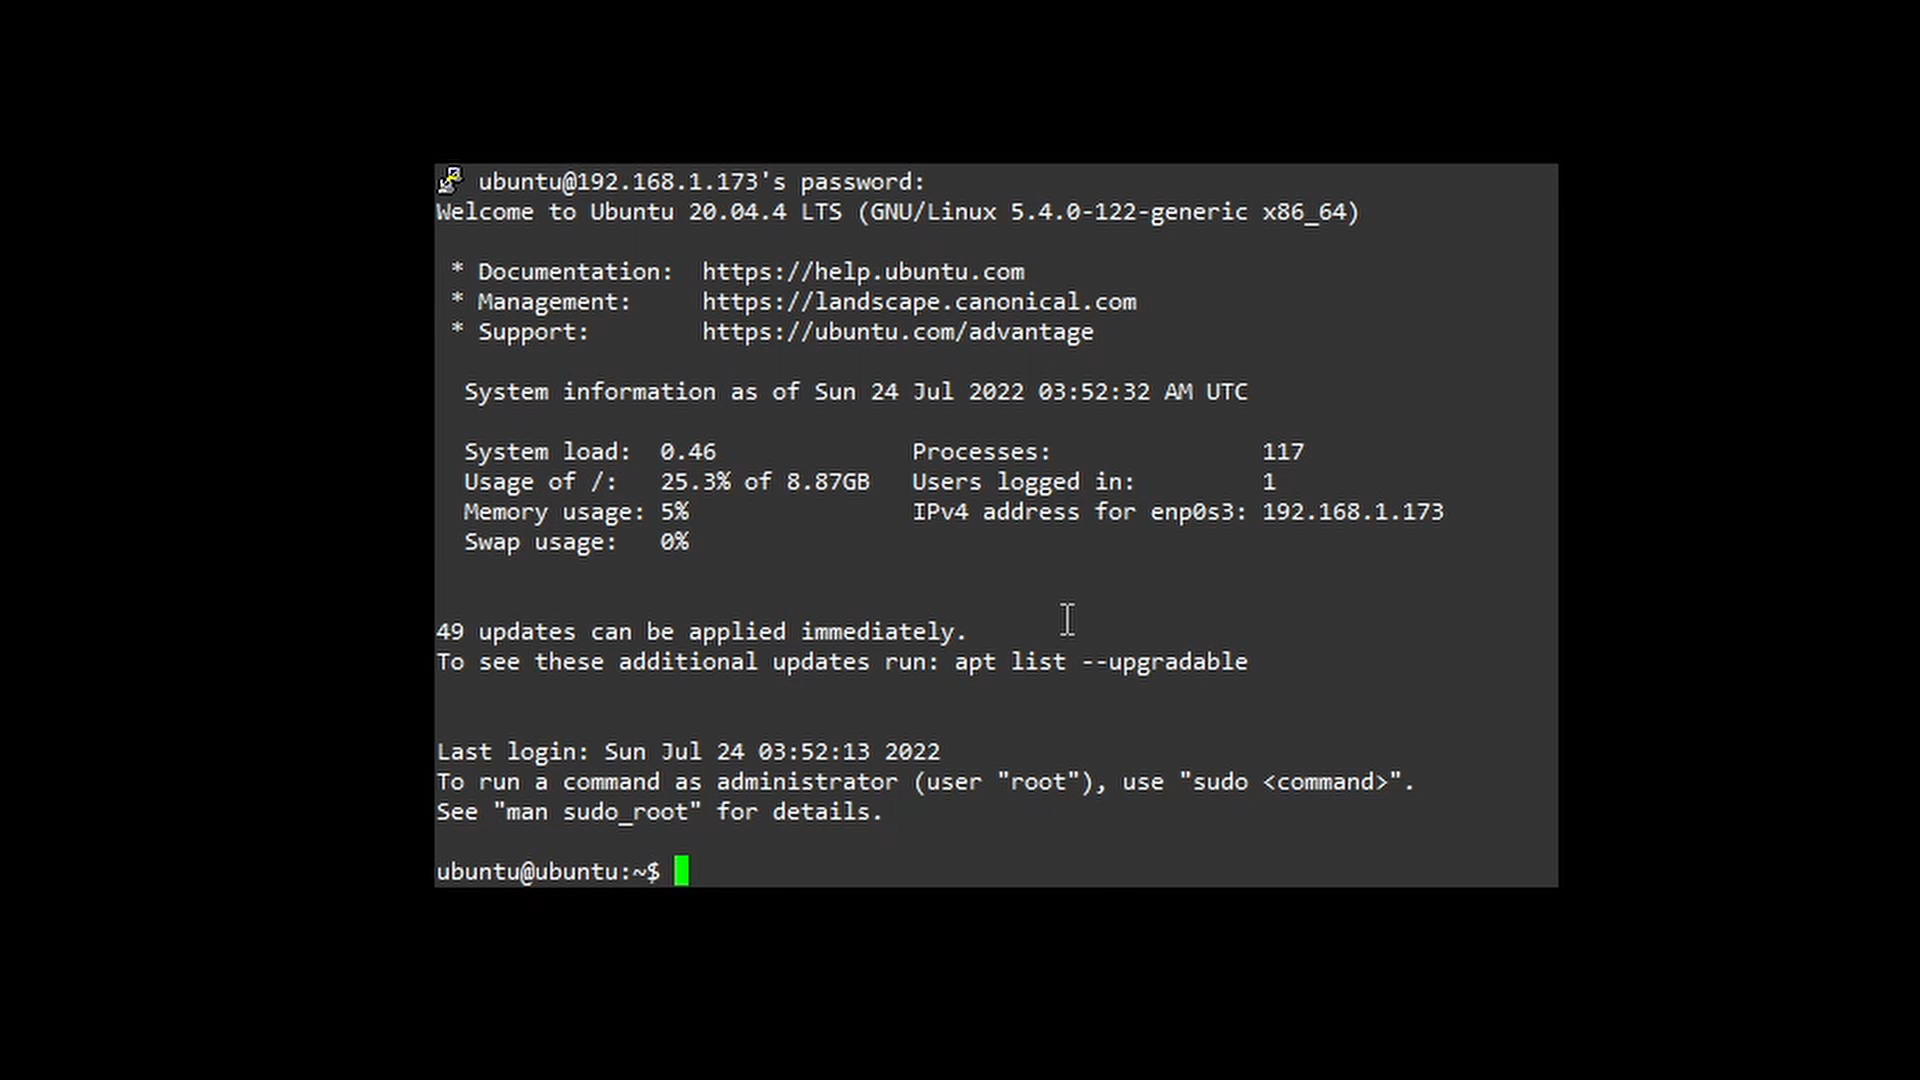 ubuntu@192.168.1.173's password:
Welcome to Ubuntu 20.04.4 LTS (GNU/Linux 5.4.0-122-generic x86_64)
* Documentation:  https://help.ubuntu.com
* Management:     https://landscape.canonical.com
* Support:        https://ubuntu.com/advantage
System information as of Sun 24 Jul 2022 03:52:32 AM UTC
System load:  0.46              Processes:               117
Usage of /:   25.3% of 8.87GB   Users logged in:         1
Memory usage: 5%                IPv4 address for enp0s3: 192.168.1.173
Swap usage:   0%
49 updates can be applied immediately.
To see these additional updates run: apt list --upgradable
Last login: Sun Jul 24 03:52:13 2022
To run a command as administrator (user "root"), use "sudo <command>".
See "man sudo_root" for details.
ubuntu@ubuntu:~$